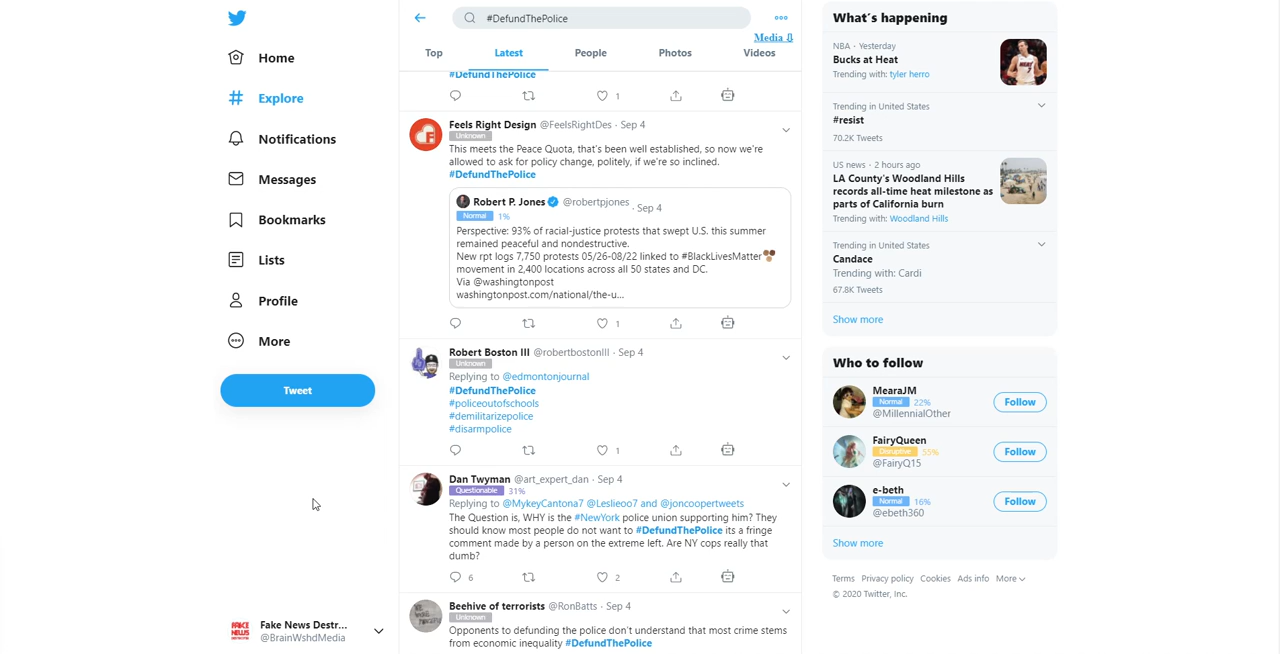 Home
Explore
Notifications
Messages
Bookmarks
Lists
Profile
More
Tweet
Fake News Destr...
@BrainWshdMedia
#DefundThePolice
Media ⇩
Top Latest People Photos Videos
#DefundThePolice
1
Feels Right Design @FeelsRightDes · Sep 4
Unknown
This meets the Peace Quota, that's been well established, so now we're
allowed to ask for policy change, politely, if we're so inclined.
#DefundThePolice
Robert P. Jones @robertpjones · Sep 4
Normal 1%
Perspective: 93% of racial-justice protests that swept U.S. this summer
remained peaceful and nondestructive.
New rpt logs 7,750 protests 05/26-08/22 linked to #BlackLivesMatter
movement in 2,400 locations across all 50 states and DC.
Via @washingtonpost
washingtonpost.com/national/the-u...
1
Robert Boston III @robertbostonIII · Sep 4
Unknown
Replying to @edmontonjournal
#DefundThePolice
#policeoutofschools
#demilitarizepolice
#disarmpolice
1
Dan Twyman @art_expert_dan · Sep 4
Questionable 31%
Replying to @MykeyCantona7 @Leslieoo7 and @joncoopertweets
The Question is, WHY is the #NewYork police union supporting him? They
should know most people do not want to #DefundThePolice its a fringe
comment made by a person on the extreme left. Are NY cops really that
dumb?
6 2
Beehive of terrorists @RonBatts · Sep 4
Unknown
Opponents to defunding the police don't understand that most crime stems
from economic inequality #DefundThePolice
What's happening
NBA · Yesterday
Bucks at Heat
Trending with: tyler herro
Trending in United States
#resist
70.2K Tweets
US news · 2 hours ago
LA County's Woodland Hills
records all-time heat milestone as
parts of California burn
Trending with: Woodland Hills
Trending in United States
Candace
Trending with: Cardi
67.8K Tweets
Show more
Who to follow
MearaJM
Normal 22%
@MillennialOther
Follow
FairyQueen
Disruptive 55%
@FairyQ15
Follow
e-beth
Normal 16%
@ebeth360
Follow
Show more
Terms Privacy policy Cookies Ads info More
© 2020 Twitter, Inc.